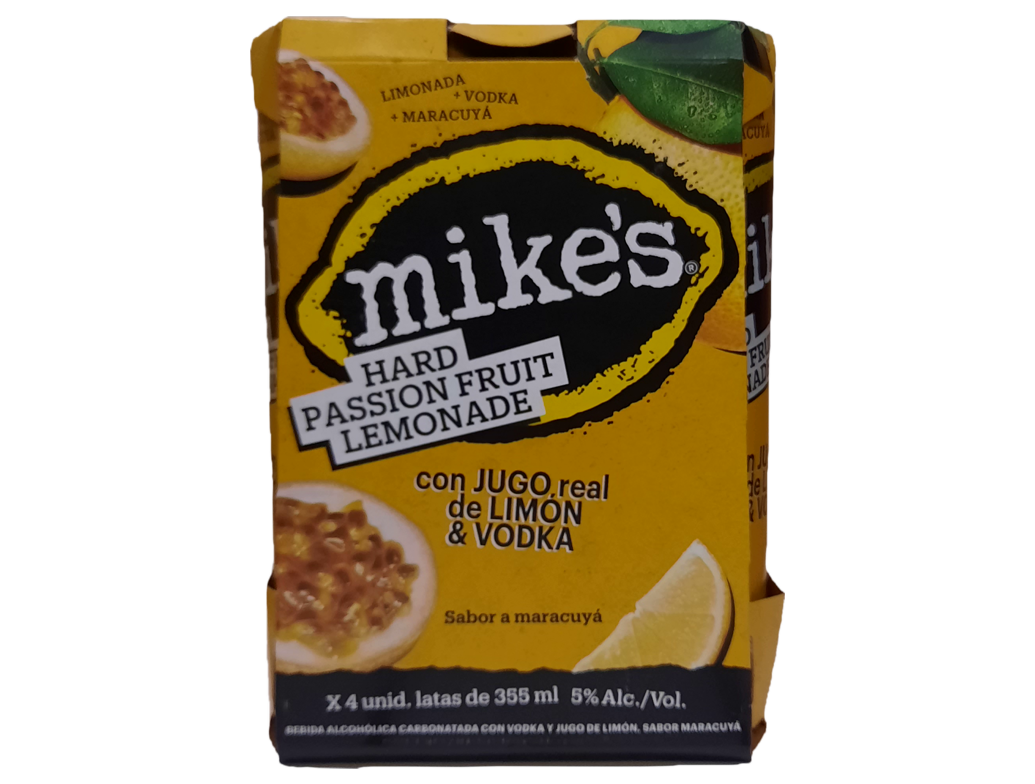 LIMONADA
+ VODKA
+ MARACUYÁ
mike's®
HARD
PASSION FRUIT
LEMONADE
con JUGO real
de LIMÓN
& VODKA
Sabor a maracuyá
X 4 unid. latas de 355 ml 5% Alc./Vol.
BEBIDA ALCOHÓLICA CARBONATADA CON VODKA Y JUGO DE LIMÓN. SABOR MARACUYÁ